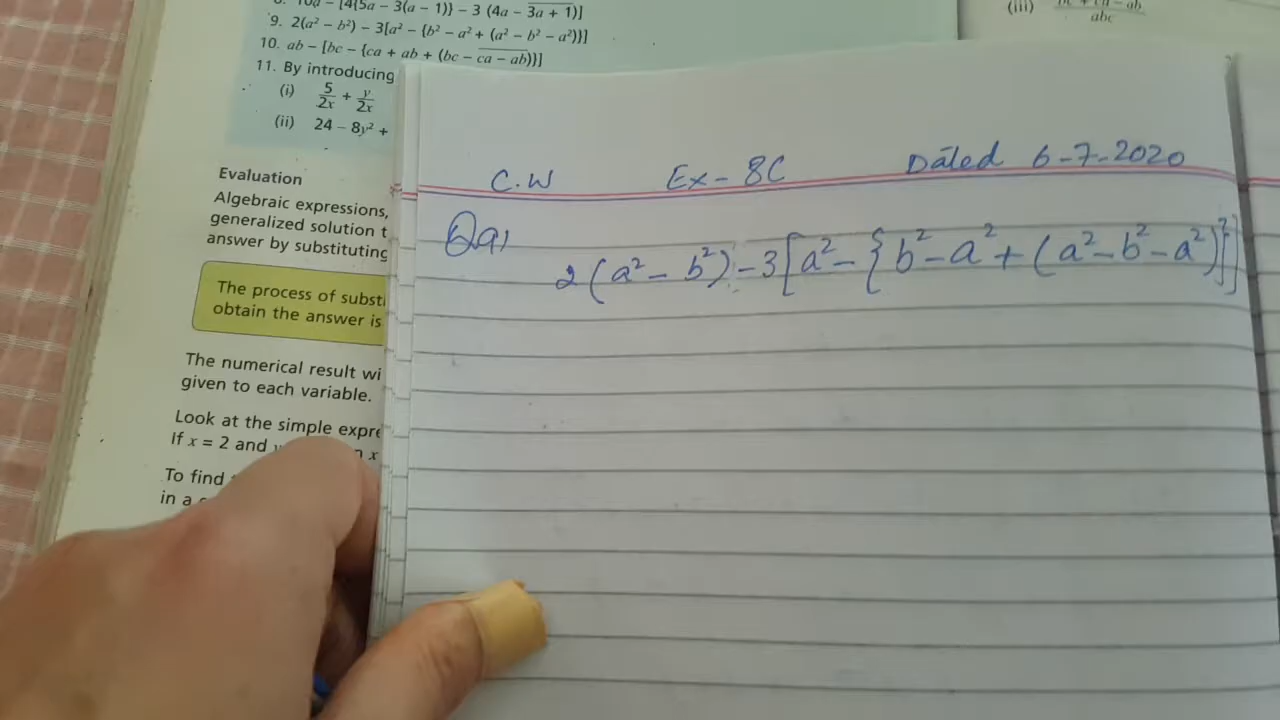 10a – [4{5a – 3(a – 1)} – 3 (4a – 3a + 1)]
9. 2(a² – b²) – 3[a² – {b² – a² + (a² – b² – a²)}]
10. ab – [bc – {ca + ab + (bc – ca – ab)}]
11. By introducing
(i) 5/2x + y/2x
(ii) 24 – 8y² +
(iii) bc + ca – ab / abc
Evaluation
Algebraic expressions,
generalized solution t
answer by substituting
The process of subst
obtain the answer is
The numerical result wi
given to each variable.
Look at the simple expre
If x = 2 and
To find
in a
C.W Ex – 8C Dated 6-7-2020
Q9,
2(a² – b²) – 3[a² – {b² – a² + (a² – b² – a²)}]